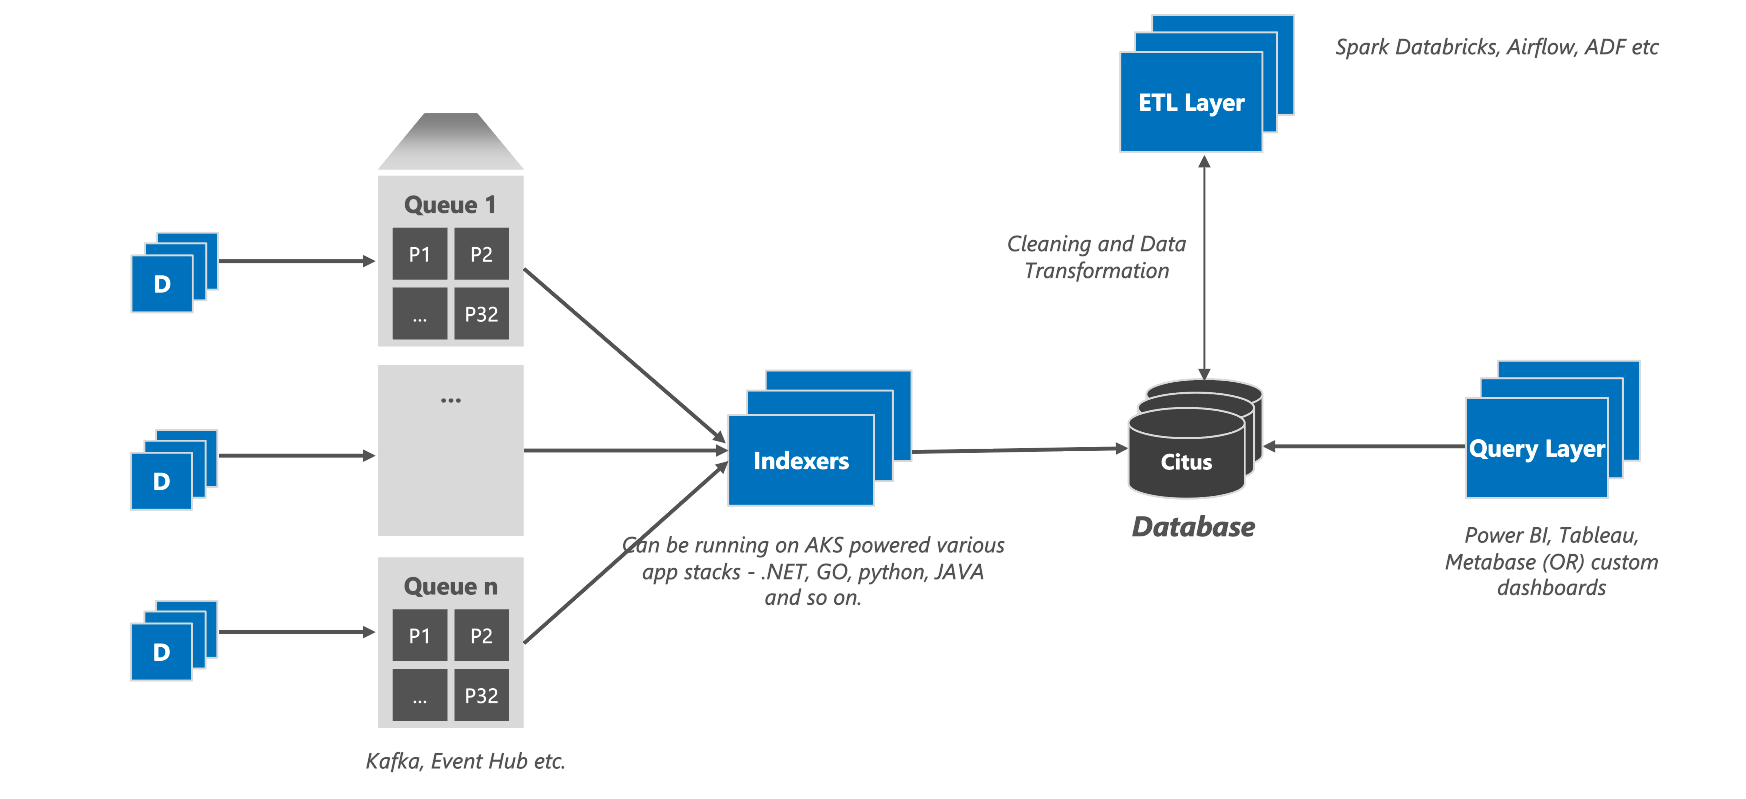 Spark Databricks, Airflow, ADF etc
ETL Layer
Queue 1
P1
P2
...
P32
D
Cleaning and Data
Transformation
...
D
Indexers
Citus
Database
Query Layer
Can be running on AKS powered various
app stacks - .NET, GO, python, JAVA
and so on.
Power BI, Tableau,
Metabase (OR) custom
dashboards
Queue n
P1
P2
...
P32
D
Kafka, Event Hub etc.